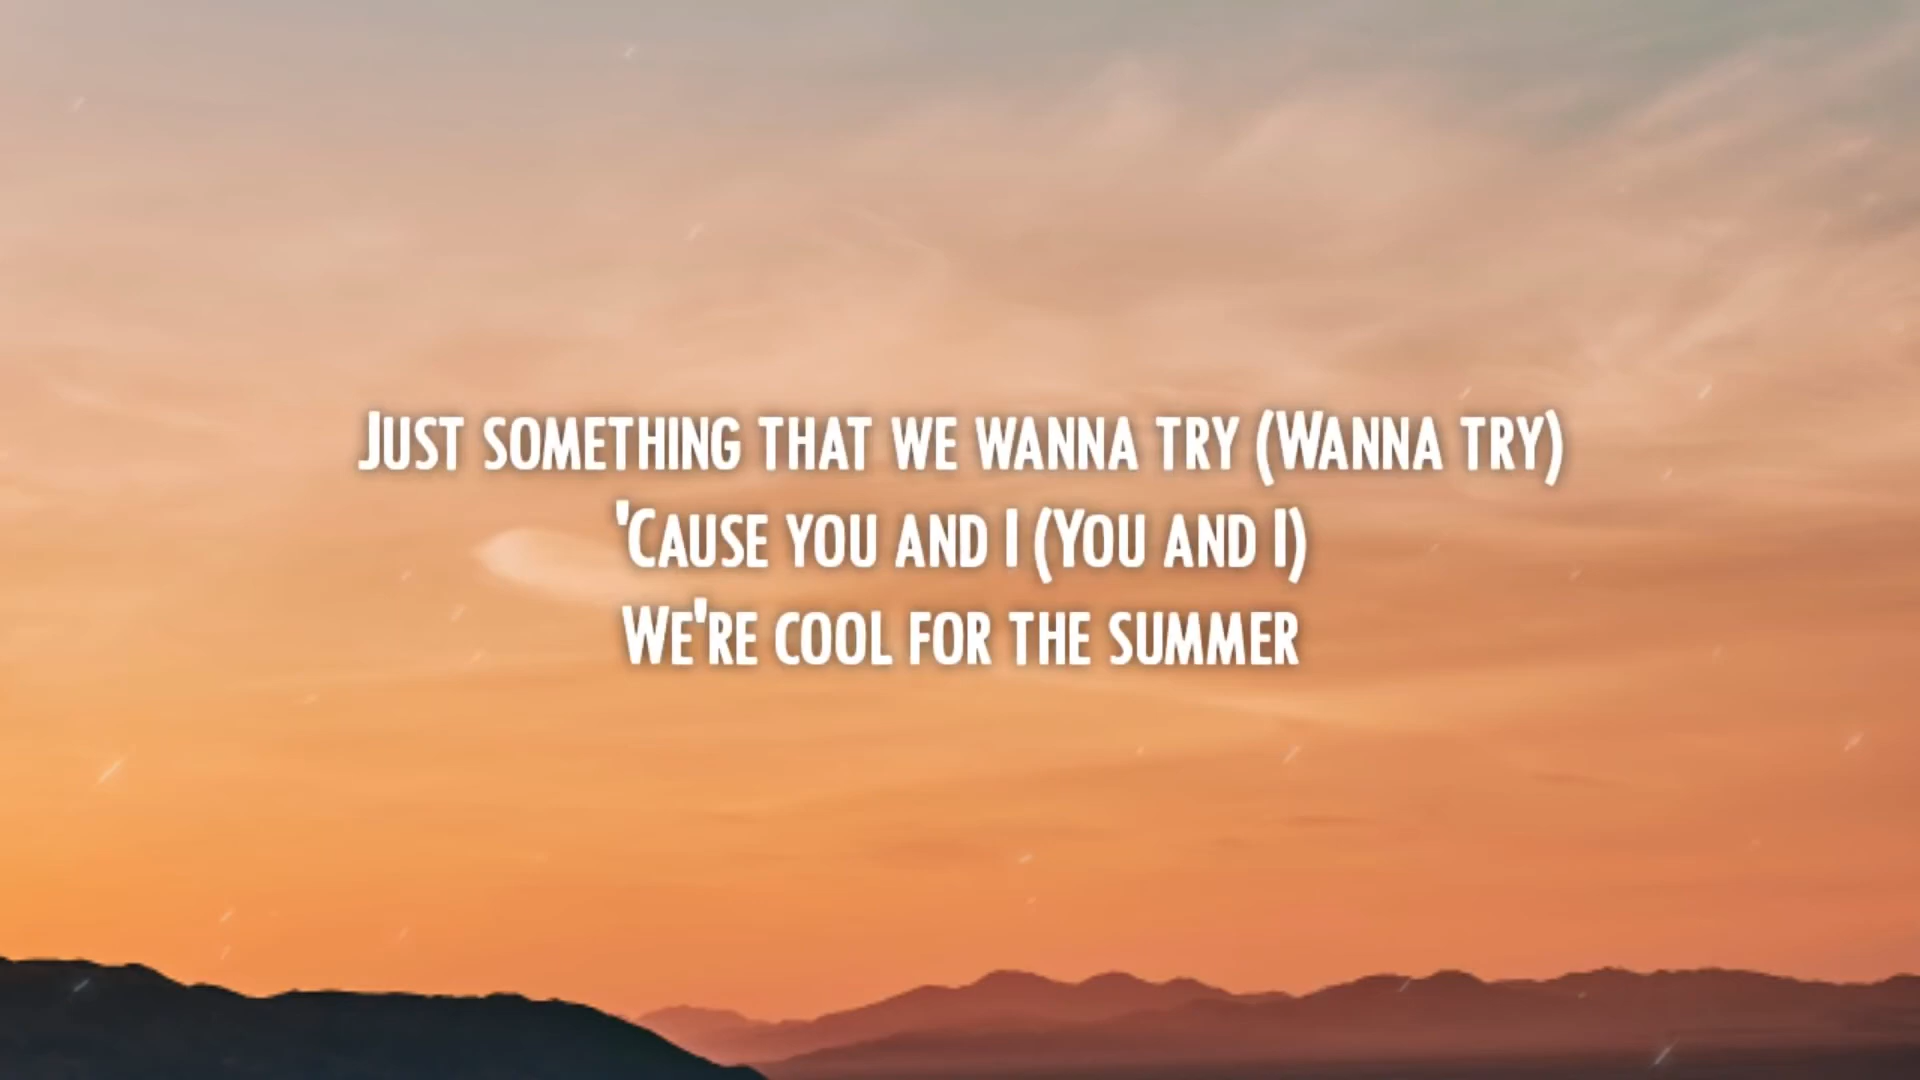 Just something that we wanna try (Wanna try)
'Cause you and I (You and I)
We're cool for the summer